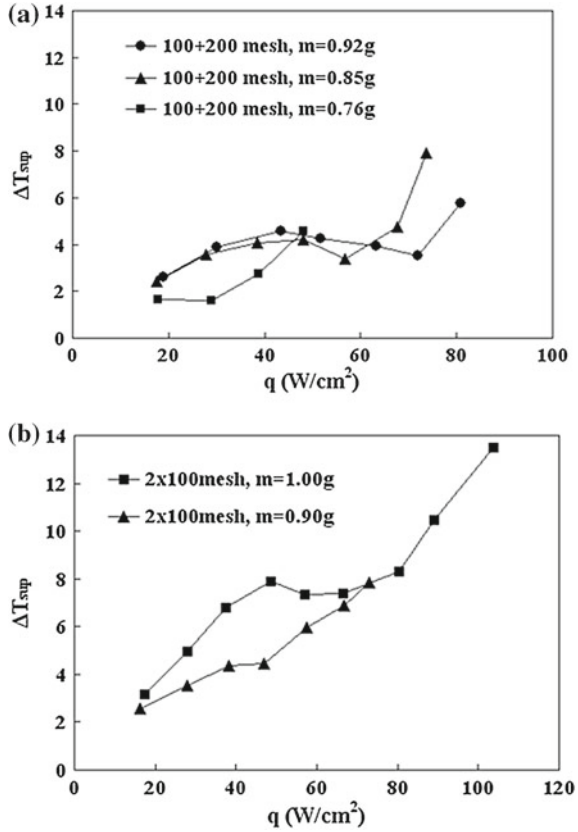 (a)
14
12
10
8
6
4
2
0
ΔTsup
100+200 mesh, m=0.92g
100+200 mesh, m=0.85g
100+200 mesh, m=0.76g
0 20 40 60 80 100
q (W/cm²)
(b)
14
12
10
8
6
4
2
0
ΔTsup
2x100mesh, m=1.00g
2x100mesh, m=0.90g
0 20 40 60 80 100 120
q (W/cm²)